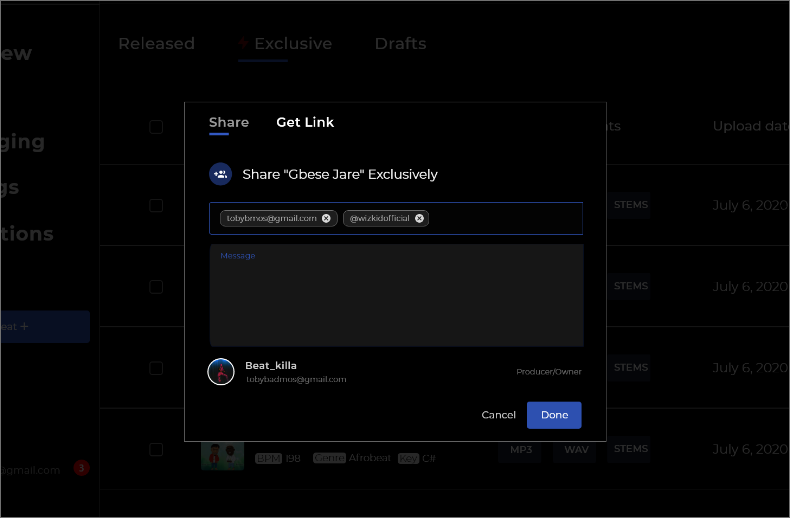 ew
Released Exclusive Drafts
Share Get Link
ging
nts Upload dat
Share "Gbese Jare" Exclusively
gs
STEMS July 6, 2020
tobybmos@gmail.com @wizkidofficial
tions
Message
STEMS July 6, 2020
eat +
Beat_killa
tobybadmos@gmail.com
Producer/Owner
STEMS July 6, 2020
Cancel Done
BPM 198 Genre Afrobeat Key C#
MP3 WAV STEMS July 6, 2020
@gmail.com 3